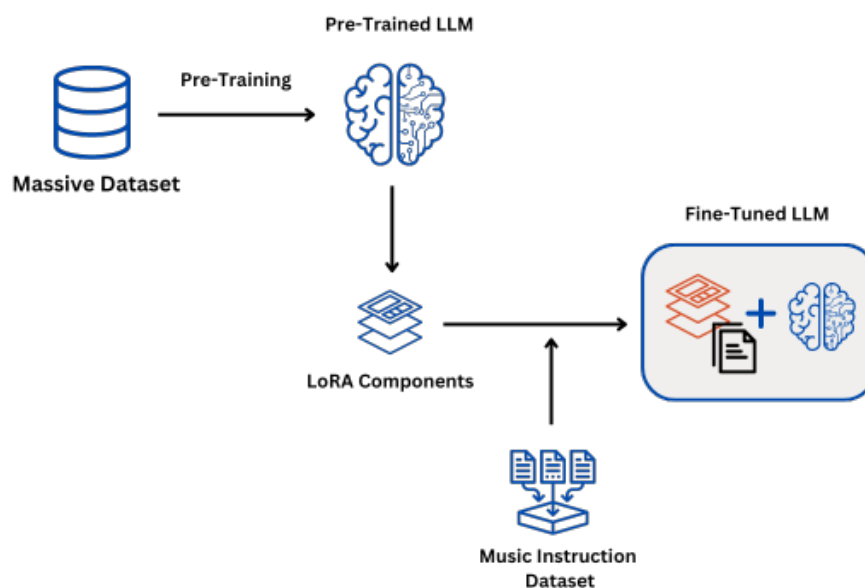 Pre-Trained LLM
Pre-Training
Massive Dataset
Fine-Tuned LLM
LoRA Components
Music Instruction
Dataset